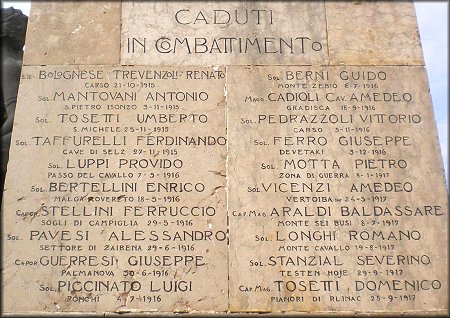 CADUTI
IN COMBATTIMENTO
BOLOGNESE TREVENZOLI RENATO
CARSO 21-10-1915
SOL. MANTOVANI ANTONIO
S. PIETRO ISONZO 3-11-1915
SOL. TOSETTI UMBERTO
S. MICHELE 25-11-1915
SOL. TAFFURELLI FERDINANDO
CAVE DI SELZ 29-11-1915
SOL. LUPPI PROVIDO
PASSO DEL CAVALLO 7-5-1916
SOL. BERTELLINI ENRICO
MALGA ROVERETO 18-5-1916
CAPOR. STELLINI FERRUCCIO
SOGLI DI CAMPIGLIA 29-5-1916
SOL. PAVESI ALESSANDRO
SETTORE DI ZAIBENA 29-6-1916
CAPOR. GUERRESI GIUSEPPE
PALMANOVA 30-6-1916
SOL. PICCINATO LUIGI
RONCHI 4-7-1916
SOL. BERNI GUIDO
MONTE ZEBIO 6-7-1916
MAGG. CADIOLI CAV. AMEDEO
GRADISCA 18-9-1916
SOL. PEDRAZZOLI VITTORIO
CARSO 3-11-1916
SOL. FERRO GIUSEPPE
DEVETAKI 3-12-1916
SOL. MOTTA PIETRO
ZONA DI GUERRA 8-1-1917
SOL. VICENZI AMEDEO
VERTOIBA 24-5-1917
CAP. MAG. ARALDI BALDASSARE
MONTE SEI BUSI 8-7-1917
SOL. LONGHI ROMANO
MONTE CAVALLO 19-8-1917
SOL. STANZIAL SEVERINO
TESTEN HOJE 29-9-1917
CAP. MAG. TOSETTI DOMENICO
PIANORI DI RLINAC 25-9-1917